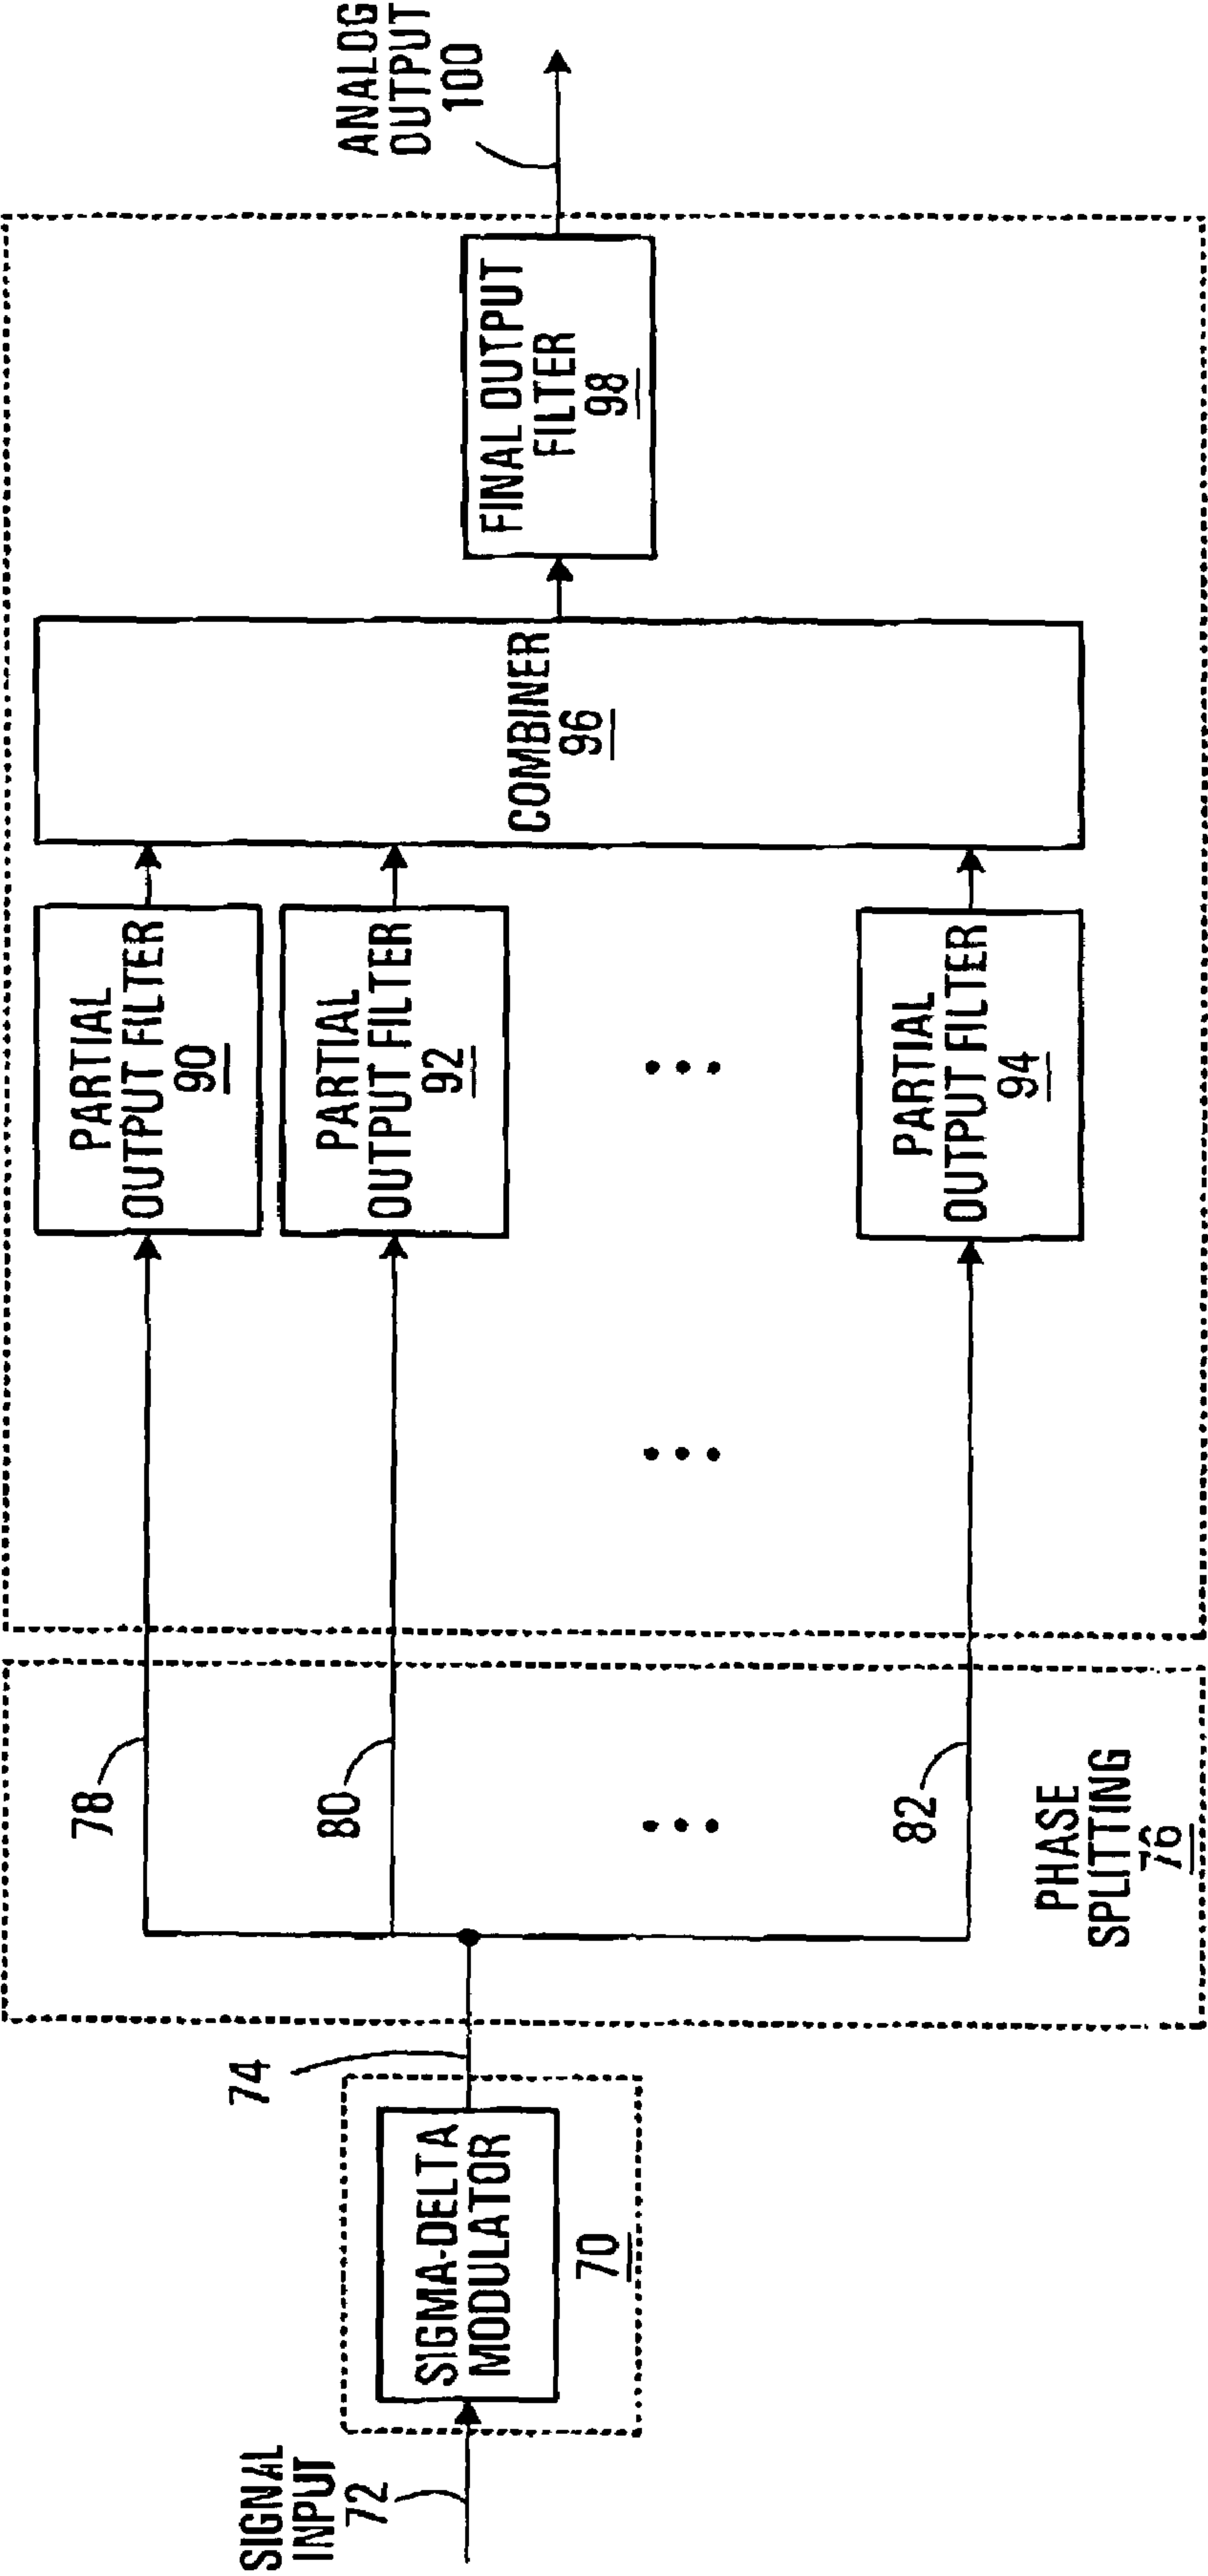 SIGNAL
INPUT
72
SIGMA-DELTA
MODULATOR
70
74
78
80
82
PHASE
SPLITTING
76
PARTIAL
OUTPUT FILTER
90
PARTIAL
OUTPUT FILTER
92
PARTIAL
OUTPUT FILTER
94
COMBINER
96
FINAL OUTPUT
FILTER
98
ANALOG
OUTPUT
100